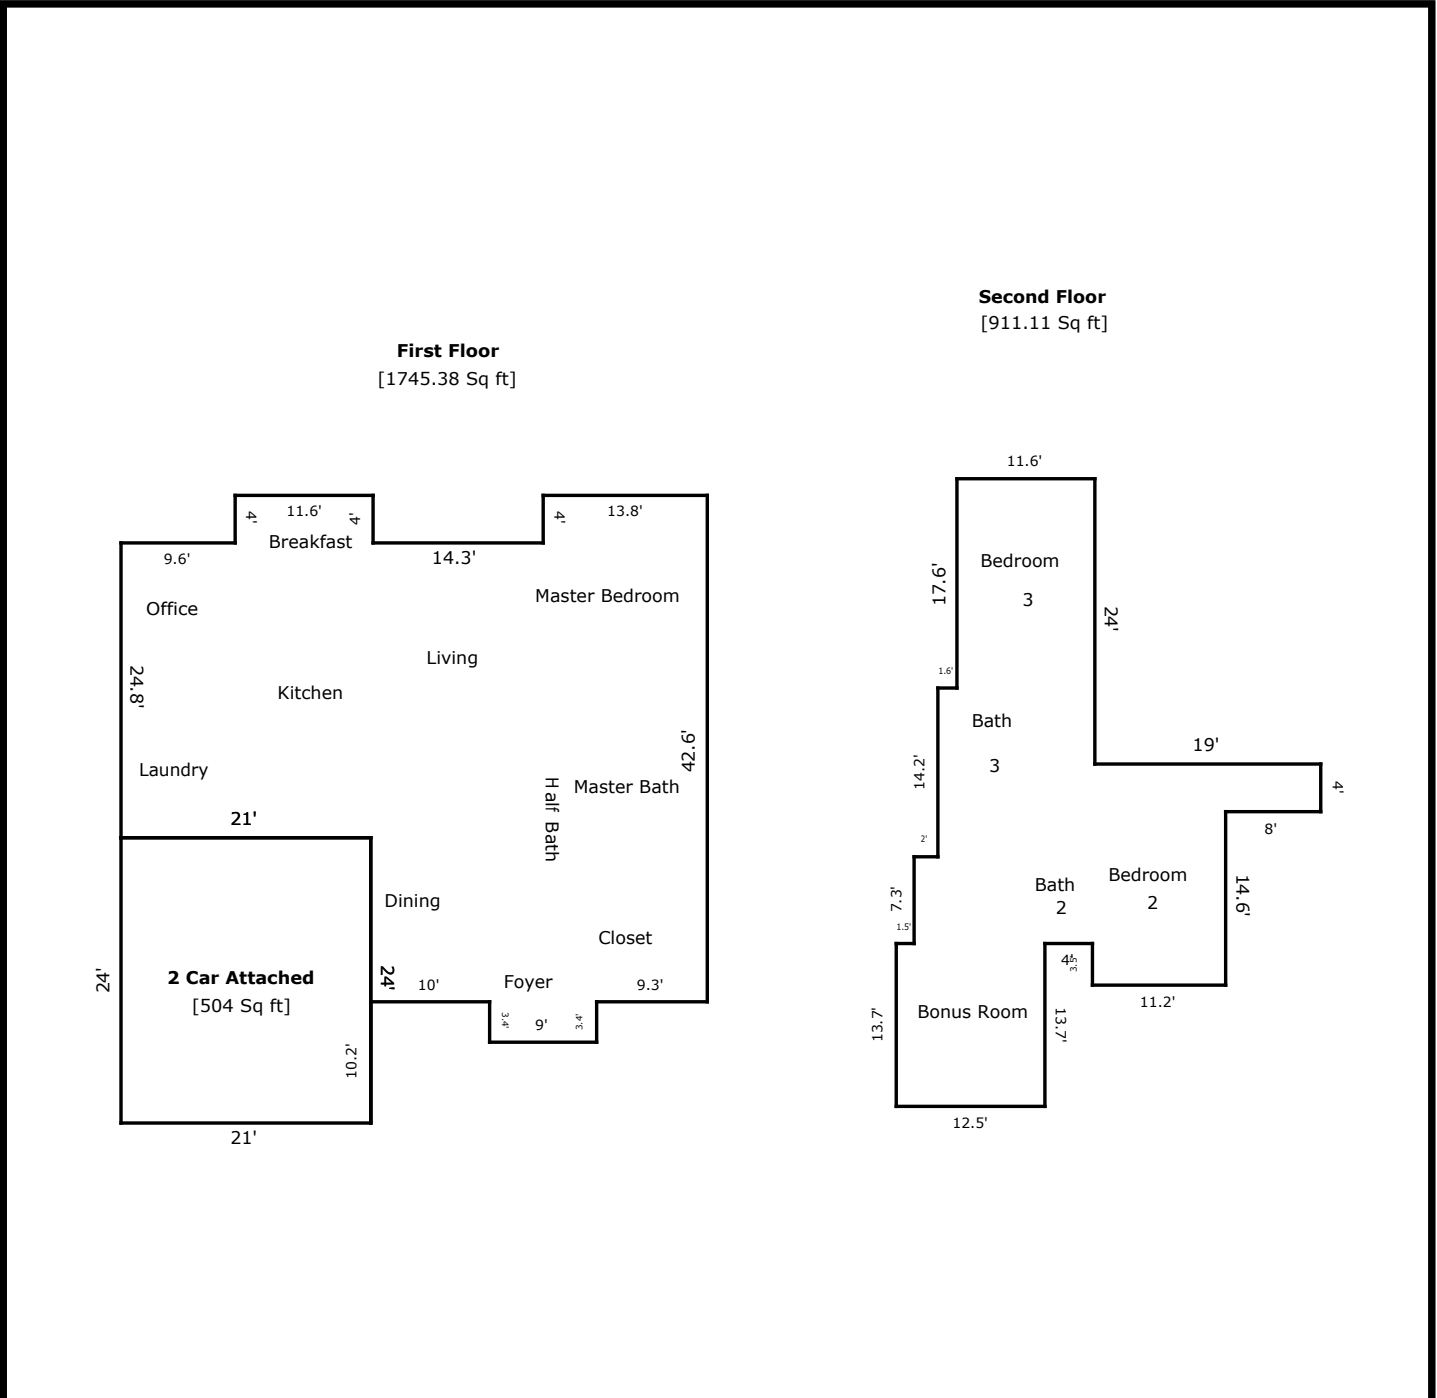 Second Floor
[911.11 Sq ft]
First Floor
[1745.38 Sq ft]
11.6'
4'
4'
13.8'
4'
Breakfast
9.6'
14.3'
Office
Master Bedroom
Living
24.8'
Kitchen
42.6'
Laundry
Half Bath
Master Bath
21'
Dining
Closet
2 Car Attached
[504 Sq ft]
24'
24'
10'
Foyer
9.3'
3.4'
9'
3.4'
10.2'
21'
11.6'
Bedroom
3
17.6'
24'
1.6'
Bath
3
19'
14.2'
4'
8'
2'
Bath
2
Bedroom
2
14.6'
7.3'
1.5'
4'
3.5'
11.2'
Bonus Room
13.7'
13.7'
12.5'